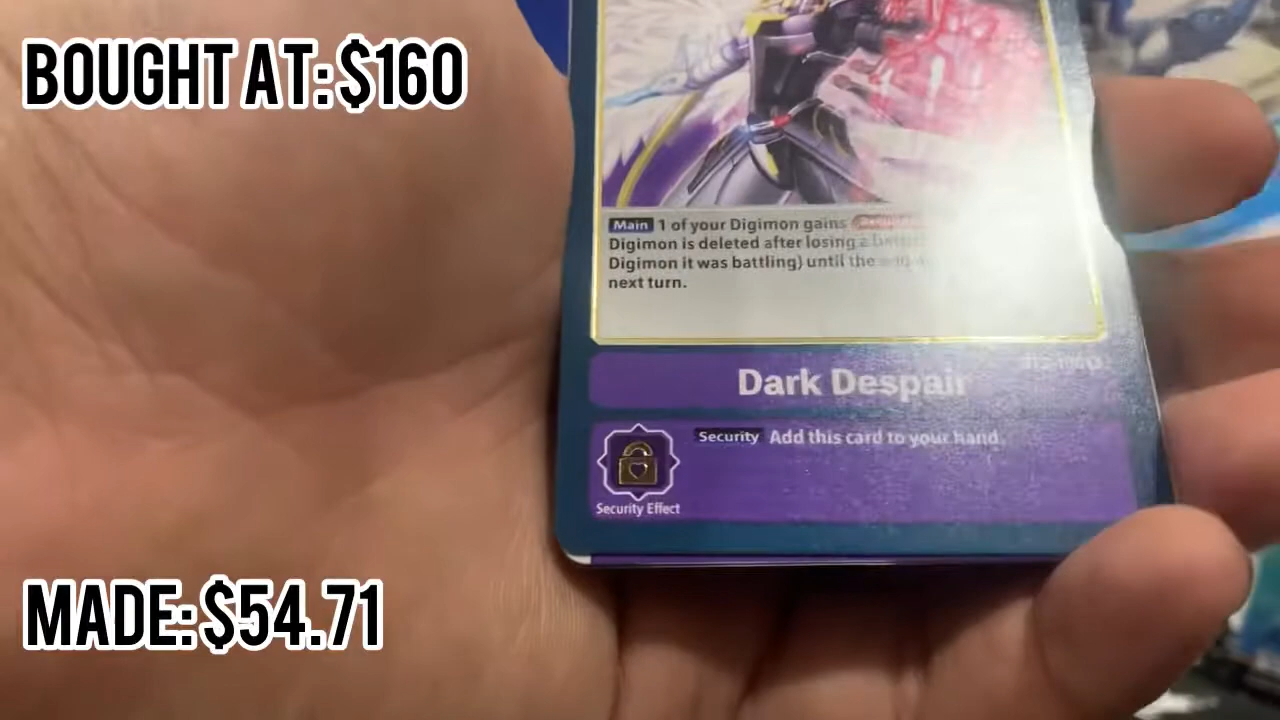 BOUGHT AT: $160
Main 1 of your Digimon gains
Digimon is deleted after losing a
Digimon it was battling) until the
next turn.
Dark Despair
Security Add this card to your hand.
Security Effect
MADE: $54.71